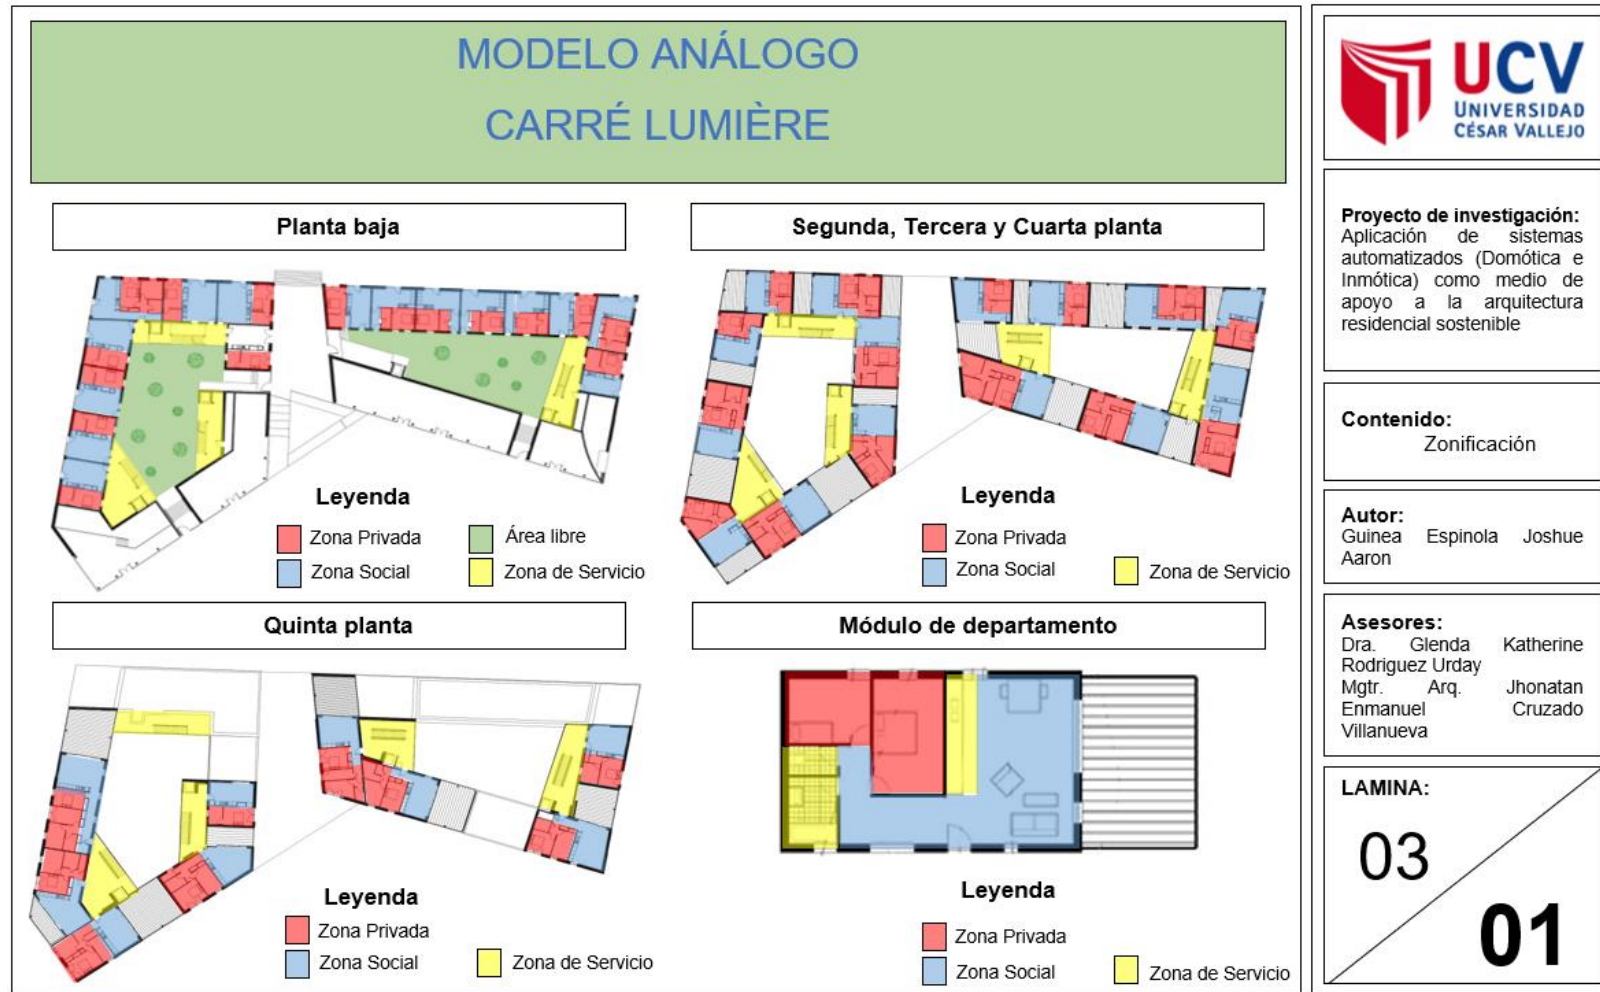 MODELO ANÁLOGO
CARRÉ LUMIÈRE
Planta baja
Leyenda
Zona Privada
Área libre
Zona Social
Zona de Servicio
Segunda, Tercera y Cuarta planta
Leyenda
Zona Privada
Zona Social
Zona de Servicio
Quinta planta
Leyenda
Zona Privada
Zona Social
Zona de Servicio
Módulo de departamento
Leyenda
Zona Privada
Zona Social
Zona de Servicio
UCV
UNIVERSIDAD
CÉSAR VALLEJO
Proyecto de investigación:
Aplicación de sistemas
automatizados (Domótica e
Inmótica) como medio de
apoyo a la arquitectura
residencial sostenible
Contenido:
Zonificación
Autor:
Guinea Espinola Joshue
Aaron
Asesores:
Dra. Glenda Katherine
Rodriguez Urday
Mgtr. Arq. Jhonatan
Enmanuel Cruzado
Villanueva
LAMINA:
03
01